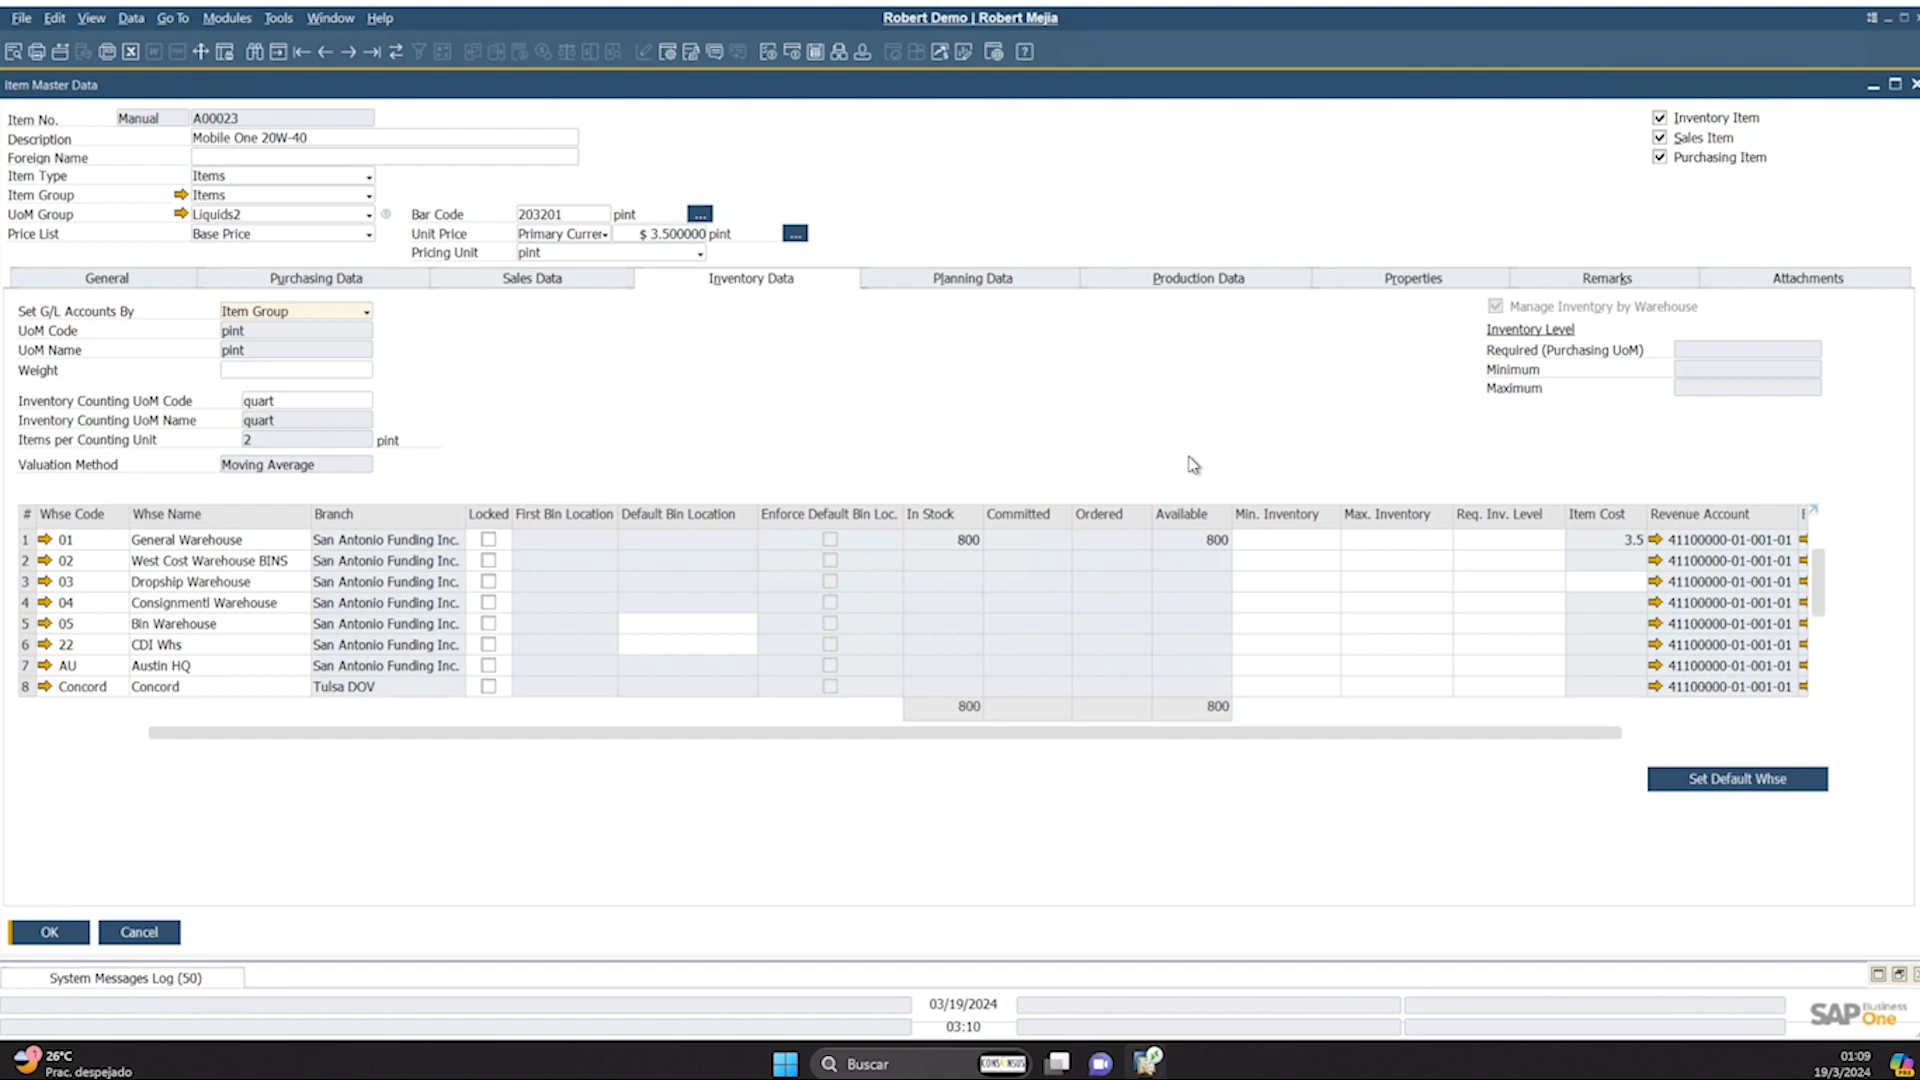 File Edit View Data Go To Modules Tools Window Help
Robert Demo | Robert Mejia
Item Master Data
Item No. Manual A00023
Inventory Item
Description Mobile One 20W-40
Sales Item
Foreign Name
Purchasing Item
Item Type Items
Item Group Items
UoM Group Liquids2 Bar Code 203201 pint ...
Price List Base Price Unit Price Primary Currer $ 3.500000 pint ...
Pricing Unit pint
General Purchasing Data Sales Data Inventory Data Planning Data Production Data Properties Remarks Attachments
Set G/L Accounts By Item Group Manage Inventory by Warehouse
UoM Code pint Inventory Level
UoM Name pint Required (Purchasing UoM)
Weight Minimum
Maximum
Inventory Counting UoM Code quart
Inventory Counting UoM Name quart
Items per Counting Unit 2 pint
Valuation Method Moving Average
# Whse Code Whse Name Branch Locked First Bin Location Default Bin Location Enforce Default Bin Loc. In Stock Committed Ordered Available Min. Inventory Max. Inventory Req. Inv. Level Item Cost Revenue Account
1 01 General Warehouse San Antonio Funding Inc. 800 800 3.5 41100000-01-001-01
2 02 West Cost Warehouse BINS San Antonio Funding Inc. 41100000-01-001-01
3 03 Dropship Warehouse San Antonio Funding Inc. 41100000-01-001-01
4 04 Consignmentl Warehouse San Antonio Funding Inc. 41100000-01-001-01
5 05 Bin Warehouse San Antonio Funding Inc. 41100000-01-001-01
6 22 CDI Whs San Antonio Funding Inc. 41100000-01-001-01
7 AU Austin HQ San Antonio Funding Inc. 41100000-01-001-01
8 Concord Concord Tulsa DOV 41100000-01-001-01
800 800
Set Default Whse
OK Cancel
System Messages Log (50)
03/19/2024
03:10
SAP Business One
26°C
Prac. despejado
1
Buscar
CONSENSUS
01:09
19/3/2024